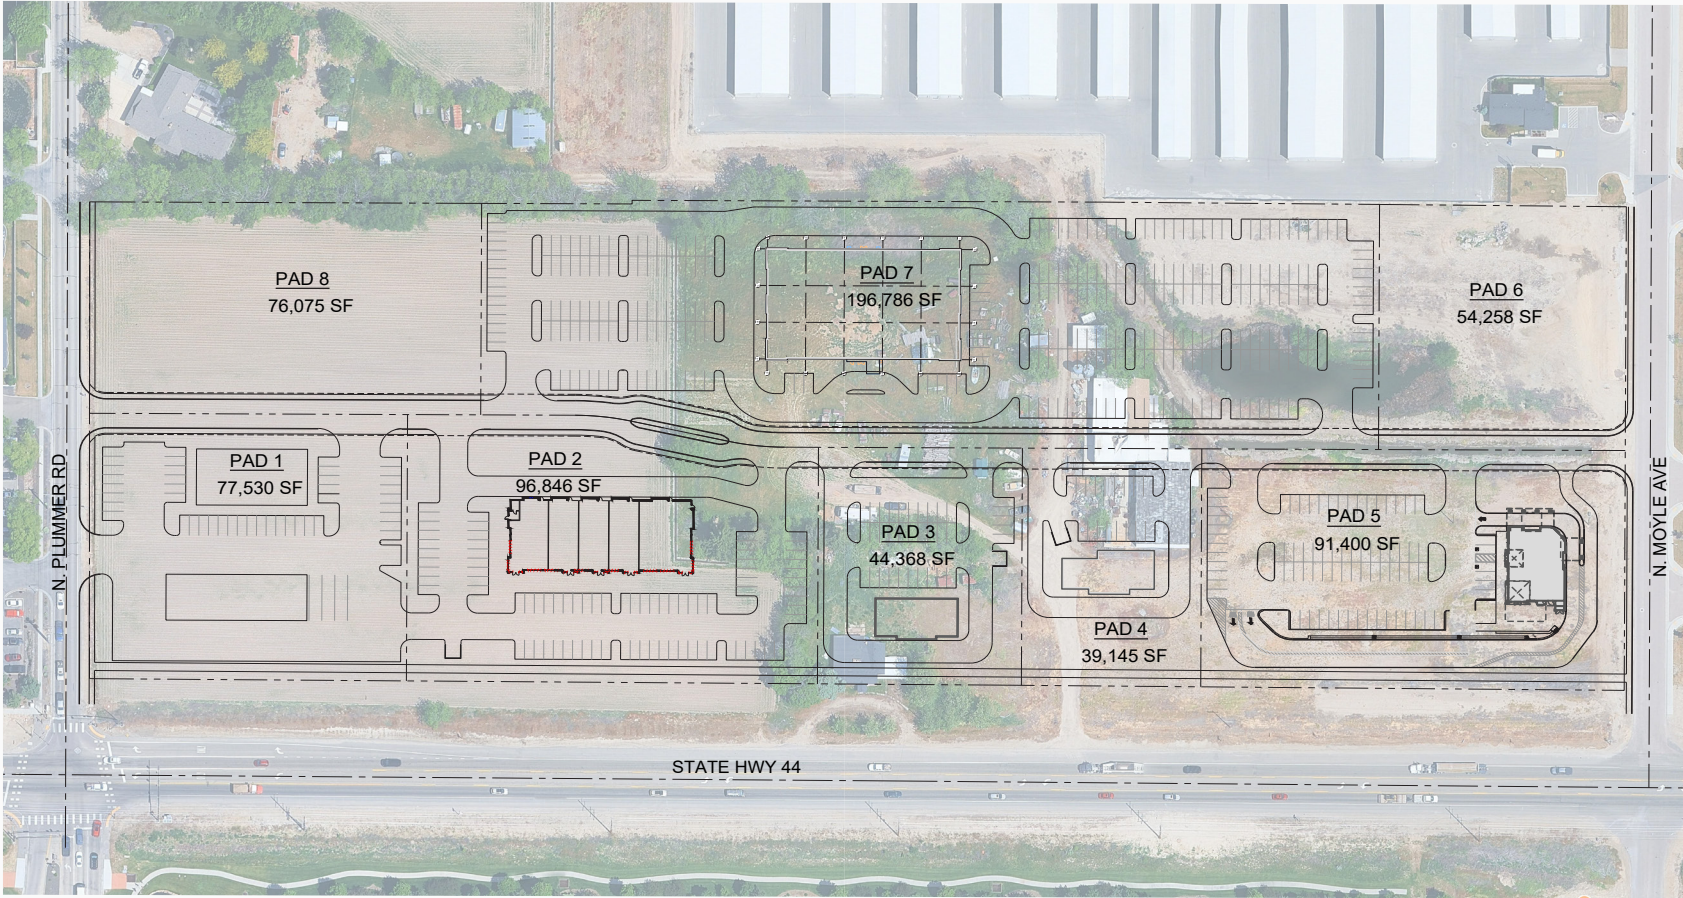 PAD 8
76,075 SF
PAD 7
196,786 SF
PAD 6
54,258 SF
PAD 1
77,530 SF
PAD 2
96,846 SF
PAD 3
44,368 SF
PAD 4
39,145 SF
PAD 5
91,400 SF
N. PLUMMER RD
N. MOYLE AVE
STATE HWY 44